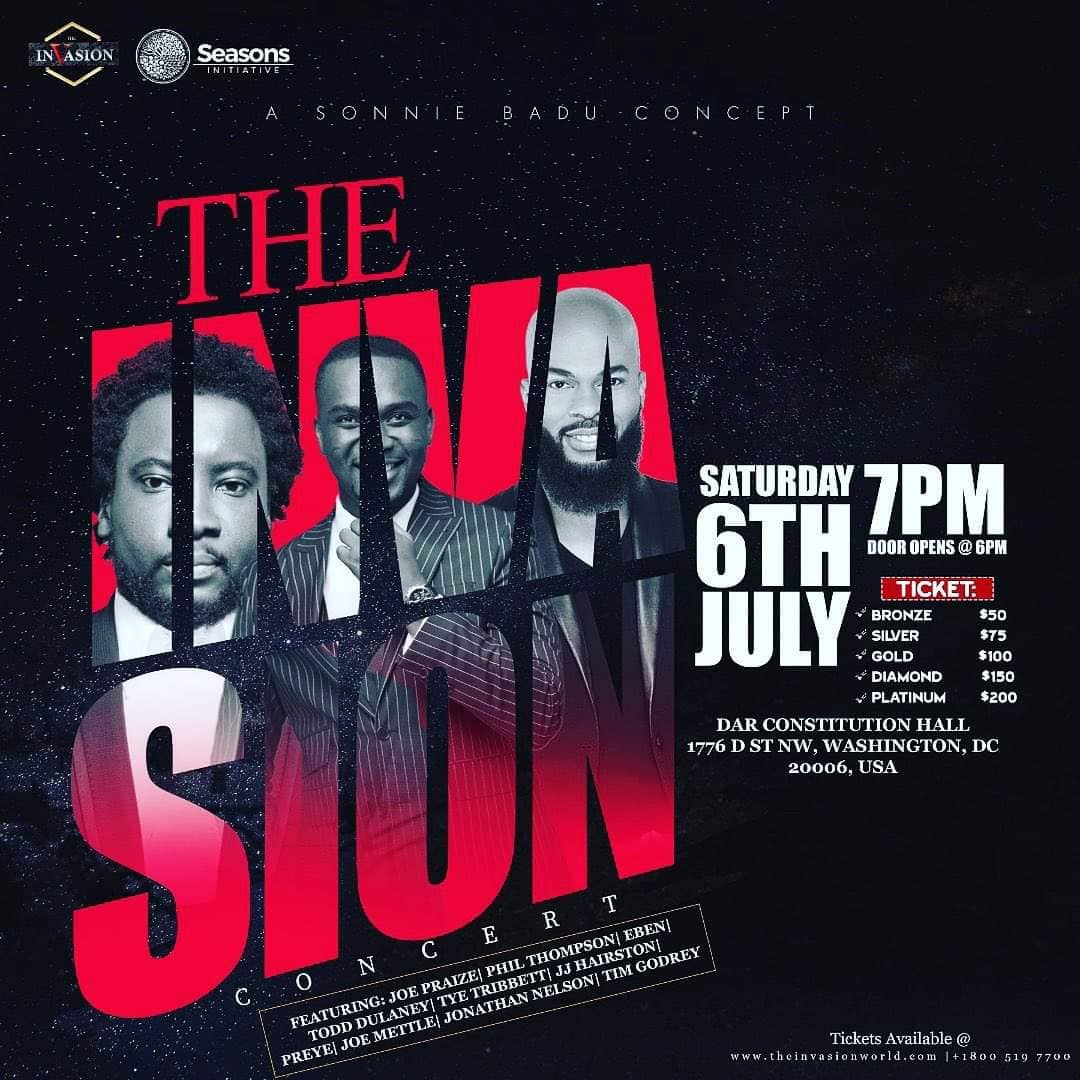 THE
INVASION
Seasons
INITIATIVE
A SONNIE BADU CONCEPT
THE
INVA
SION
CONCERT
FEATURING: JOE PRAIZE| PHIL THOMPSON| EBEN|
TODD DULANEY| TYE TRIBBETT| JJ HAIRSTON|
PREYE| JOE METTLE| JONATHAN NELSON| TIM GODREY
SATURDAY
6TH
JULY
7PM
DOOR OPENS @ 6PM
TICKET:
BRONZE $50
SILVER $75
GOLD $100
DIAMOND $150
PLATINUM $200
DAR CONSTITUTION HALL
1776 D ST NW, WASHINGTON, DC
20006, USA
Tickets Available @
www.theinvasionworld.com |+1800 519 7700